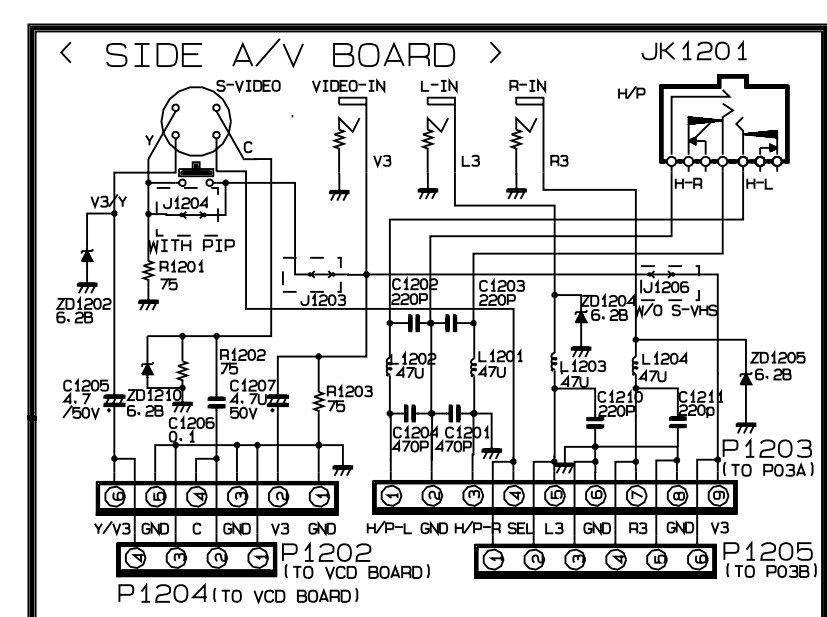 < SIDE A/V BOARD >
JK1201
S-VIDEO
VIDEO-IN
L-IN
R-IN
H/P
Y
C
V3
L3
R3
H-R
H-L
V3/Y
J1204
WITH PIP
R1201
75
J1203
C1202
220P
C1203
220P
J1206
W/O S-VHS
ZD1202
6.2B
ZD1204
6.2B
R1202
75
L1202
47U
L1201
47U
L1203
47U
L1204
47U
ZD1205
6.2B
C1205
4.7
/50V
ZD1210
6.2B
C1207
4.7U
50V
R1203
75
C1206
0.1
C1204
470P
C1201
470P
C1210
220P
C1211
220p
P1203
(TO P03A)
6 5 4 3 2 1
1 2 3 4 5 6 7 8 9
Y/V3 GND C GND V3 GND
H/P-L GND H/P-R SEL L3 GND R3 GND V3
4 3 2 1
P1202
(TO VCD BOARD)
1 2 3 4 5 6
P1205
(TO P03B)
P1204(TO VCD BOARD)